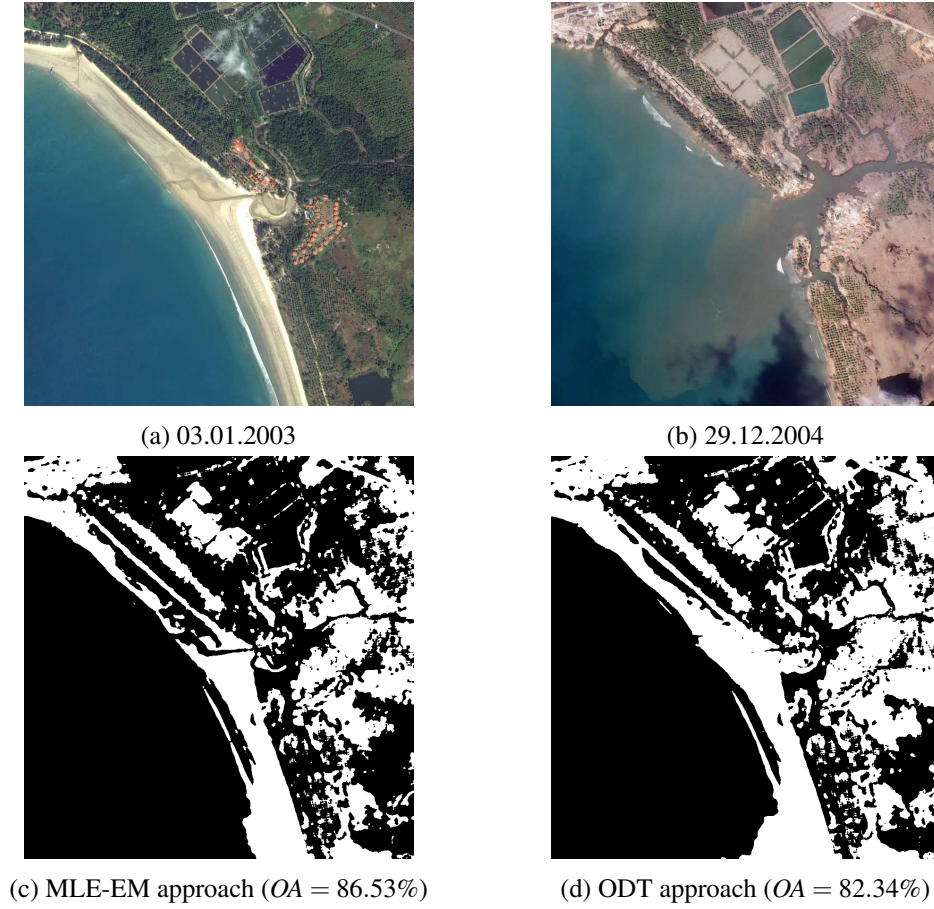 (a) 03.01.2003
(b) 29.12.2004
(c) MLE-EM approach (OA = 86.53%)
(d) ODT approach (OA = 82.34%)